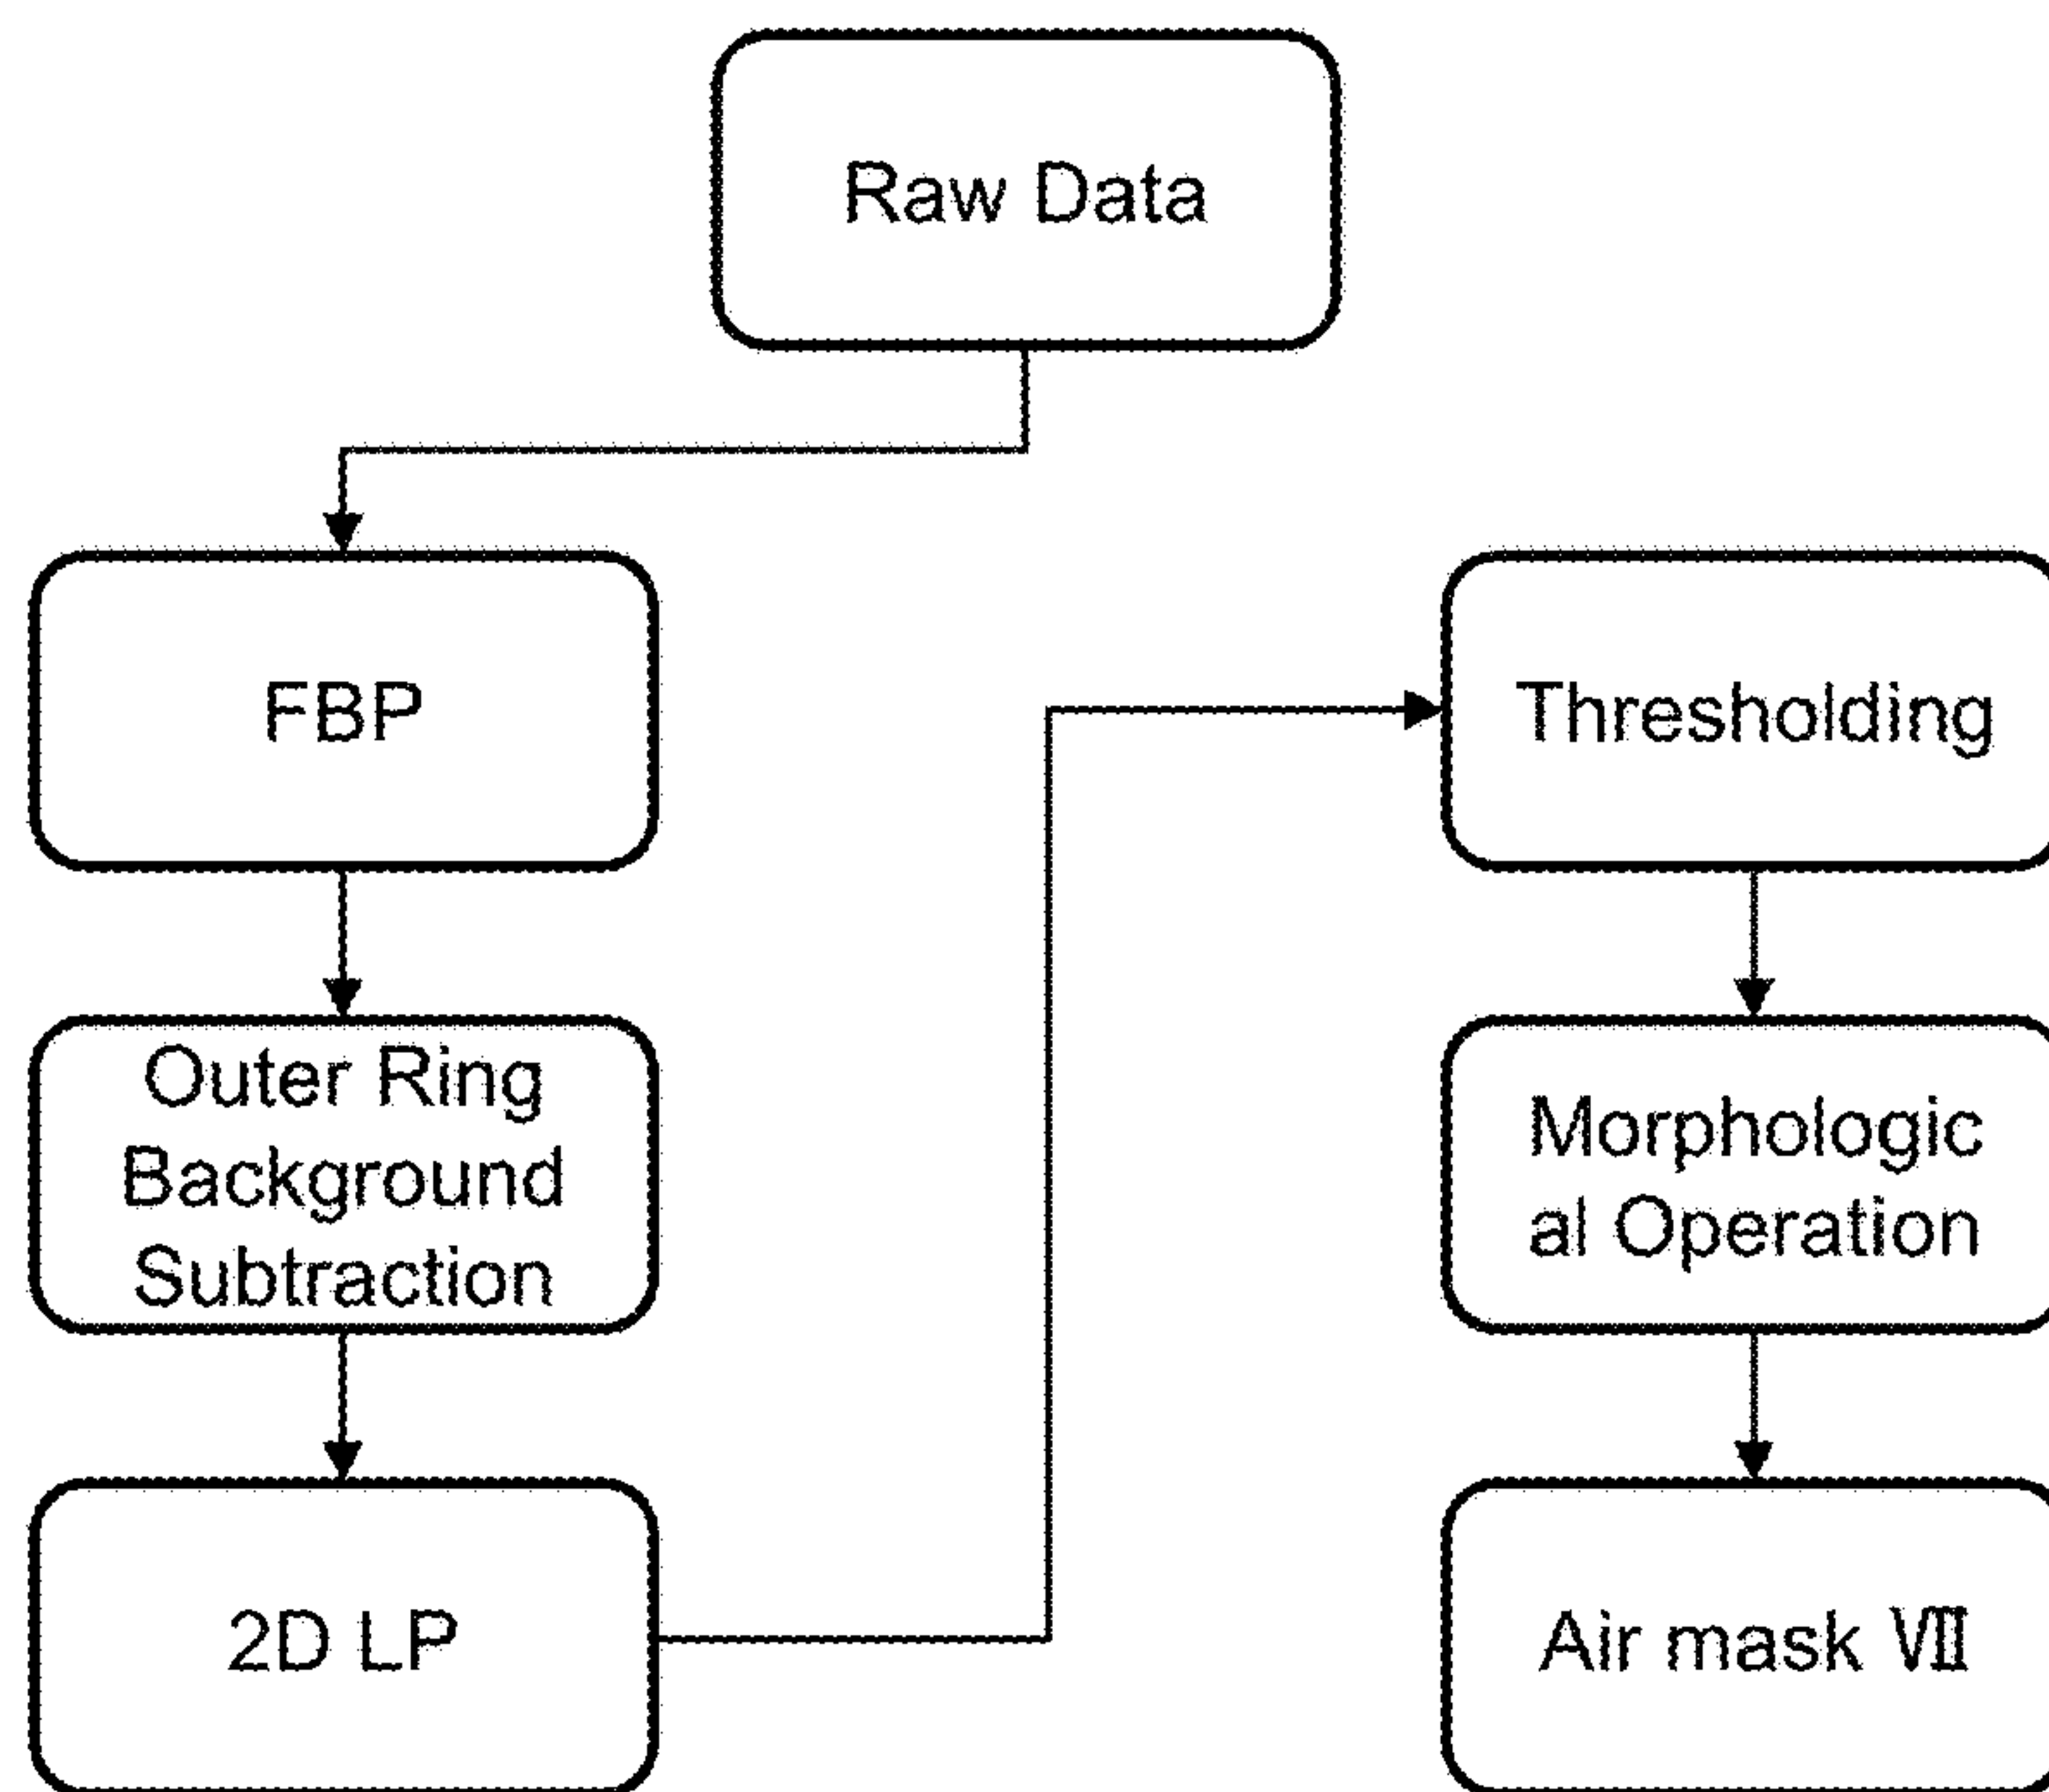 Raw Data
FBP
Outer Ring
Background
Subtraction
2D LP
Thresholding
Morphologic
al Operation
Air mask Ⅶ